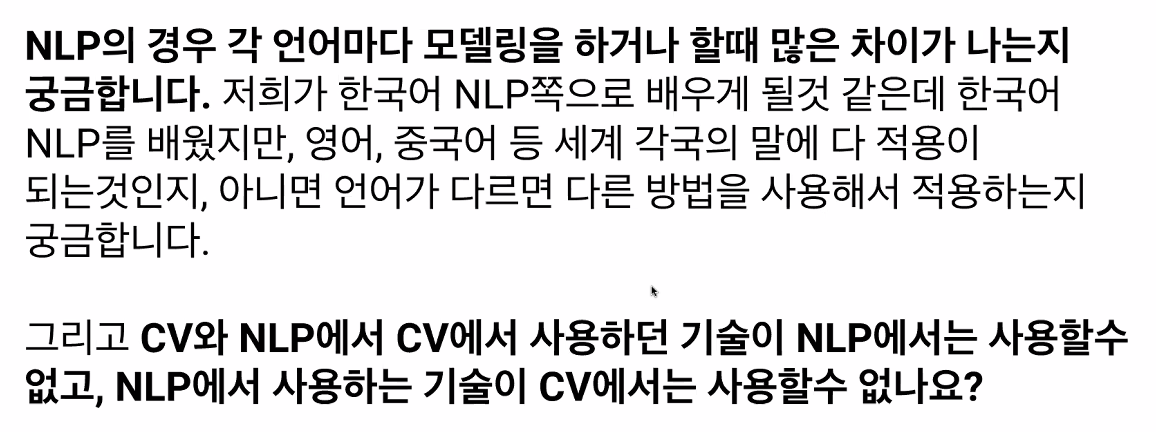 NLP의 경우 각 언어마다 모델링을 하거나 할때 많은 차이가 나는지
궁금합니다. 저희가 한국어 NLP쪽으로 배우게 될것 같은데 한국어
NLP를 배웠지만, 영어, 중국어 등 세계 각국의 말에 다 적용이
되는것인지, 아니면 언어가 다르면 다른 방법을 사용해서 적용하는지
궁금합니다.
그리고 CV와 NLP에서 CV에서 사용하던 기술이 NLP에서는 사용할수
없고, NLP에서 사용하는 기술이 CV에서는 사용할수 없나요?